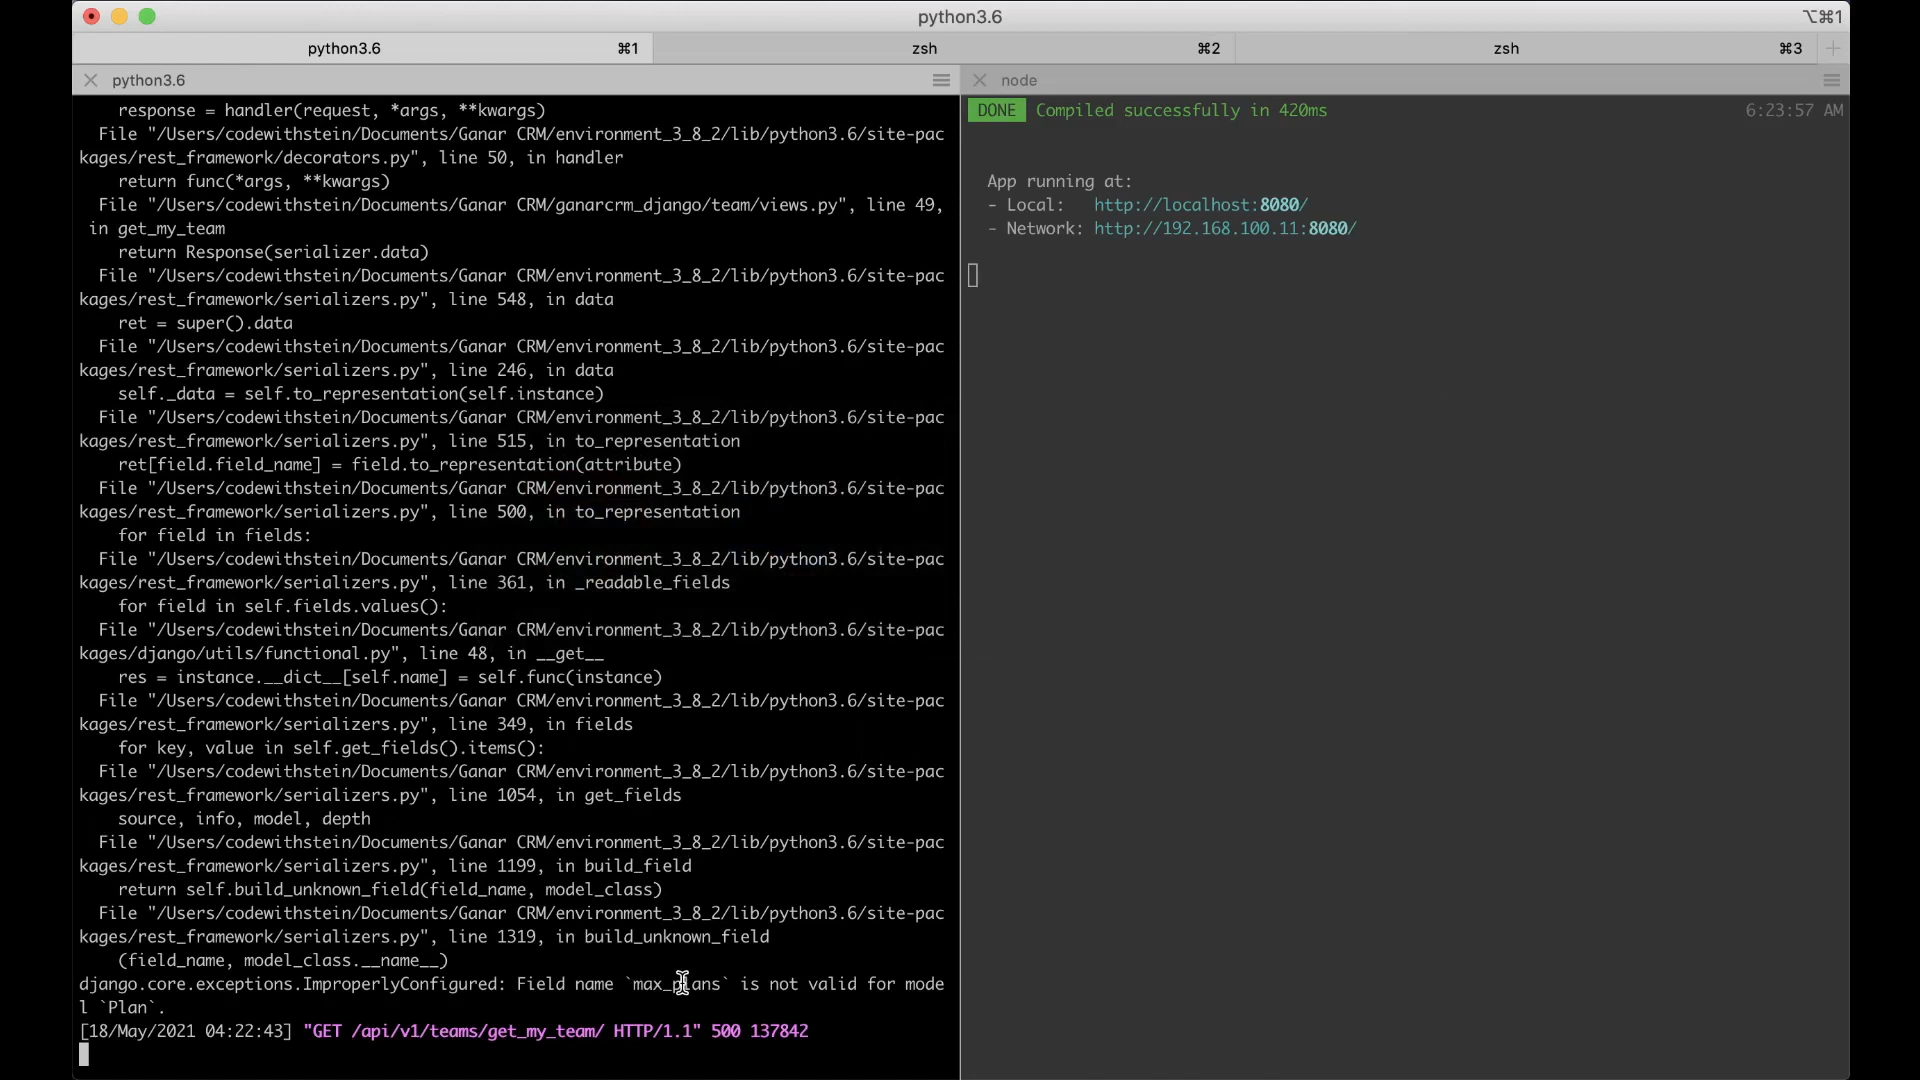 python3.6
⌥⌘1
python3.6 ⌘1
zsh ⌘2
zsh ⌘3
python3.6
response = handler(request, *args, **kwargs)
File "/Users/codewithstein/Documents/Ganar CRM/environment_3_8_2/lib/python3.6/site-pac
kages/rest_framework/decorators.py", line 50, in handler
return func(*args, **kwargs)
File "/Users/codewithstein/Documents/Ganar CRM/ganarcrm_django/team/views.py", line 49,
in get_my_team
return Response(serializer.data)
File "/Users/codewithstein/Documents/Ganar CRM/environment_3_8_2/lib/python3.6/site-pac
kages/rest_framework/serializers.py", line 548, in data
ret = super().data
File "/Users/codewithstein/Documents/Ganar CRM/environment_3_8_2/lib/python3.6/site-pac
kages/rest_framework/serializers.py", line 246, in data
self._data = self.to_representation(self.instance)
File "/Users/codewithstein/Documents/Ganar CRM/environment_3_8_2/lib/python3.6/site-pac
kages/rest_framework/serializers.py", line 515, in to_representation
ret[field.field_name] = field.to_representation(attribute)
File "/Users/codewithstein/Documents/Ganar CRM/environment_3_8_2/lib/python3.6/site-pac
kages/rest_framework/serializers.py", line 500, in to_representation
for field in fields:
File "/Users/codewithstein/Documents/Ganar CRM/environment_3_8_2/lib/python3.6/site-pac
kages/rest_framework/serializers.py", line 361, in _readable_fields
for field in self.fields.values():
File "/Users/codewithstein/Documents/Ganar CRM/environment_3_8_2/lib/python3.6/site-pac
kages/django/utils/functional.py", line 48, in __get__
res = instance.__dict__[self.name] = self.func(instance)
File "/Users/codewithstein/Documents/Ganar CRM/environment_3_8_2/lib/python3.6/site-pac
kages/rest_framework/serializers.py", line 349, in fields
for key, value in self.get_fields().items():
File "/Users/codewithstein/Documents/Ganar CRM/environment_3_8_2/lib/python3.6/site-pac
kages/rest_framework/serializers.py", line 1054, in get_fields
source, info, model, depth
File "/Users/codewithstein/Documents/Ganar CRM/environment_3_8_2/lib/python3.6/site-pac
kages/rest_framework/serializers.py", line 1199, in build_field
return self.build_unknown_field(field_name, model_class)
File "/Users/codewithstein/Documents/Ganar CRM/environment_3_8_2/lib/python3.6/site-pac
kages/rest_framework/serializers.py", line 1319, in build_unknown_field
(field_name, model_class.__name__)
django.core.exceptions.ImproperlyConfigured: Field name `max_plans` is not valid for mode
l `Plan`.
[18/May/2021 04:22:43] "GET /api/v1/teams/get_my_team/ HTTP/1.1" 500 137842
node
DONE Compiled successfully in 420ms 6:23:57 AM
App running at:
- Local: http://localhost:8080/
- Network: http://192.168.100.11:8080/